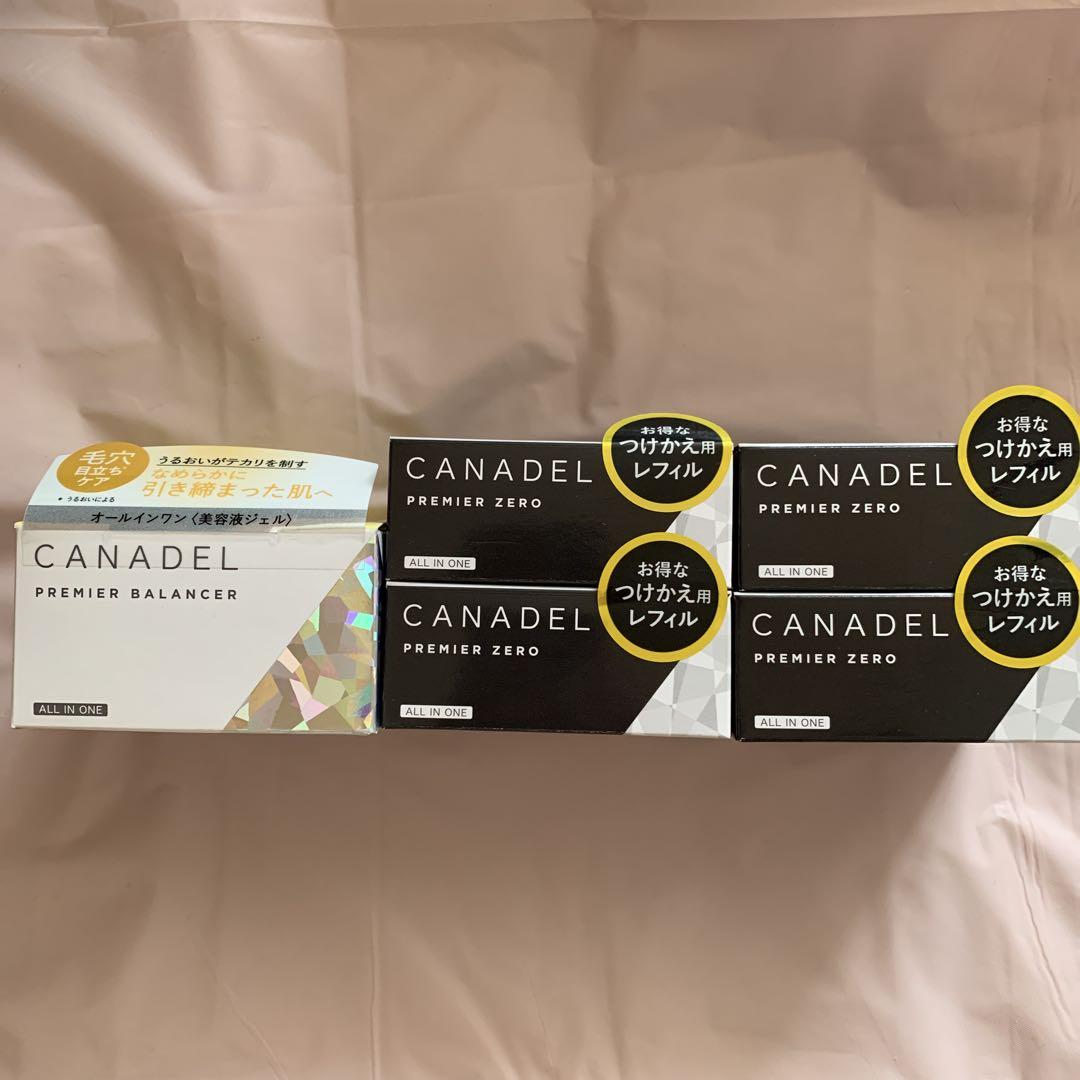 毛穴
目立ち
ケア
うるおいがテカリを制す
なめらかに
引き締まった肌へ
* うるおいによる
オールインワン〈美容液ジェル〉
CANADEL
PREMIER BALANCER
ALL IN ONE
お得な
つけかえ用
レフィル
CANADEL
PREMIER ZERO
ALL IN ONE
お得な
つけかえ用
レフィル
CANADEL
PREMIER ZERO
ALL IN ONE
お得な
つけかえ用
レフィル
CANADEL
PREMIER ZERO
ALL IN ONE
お得な
つけかえ用
レフィル
CANADEL
PREMIER ZERO
ALL IN ONE